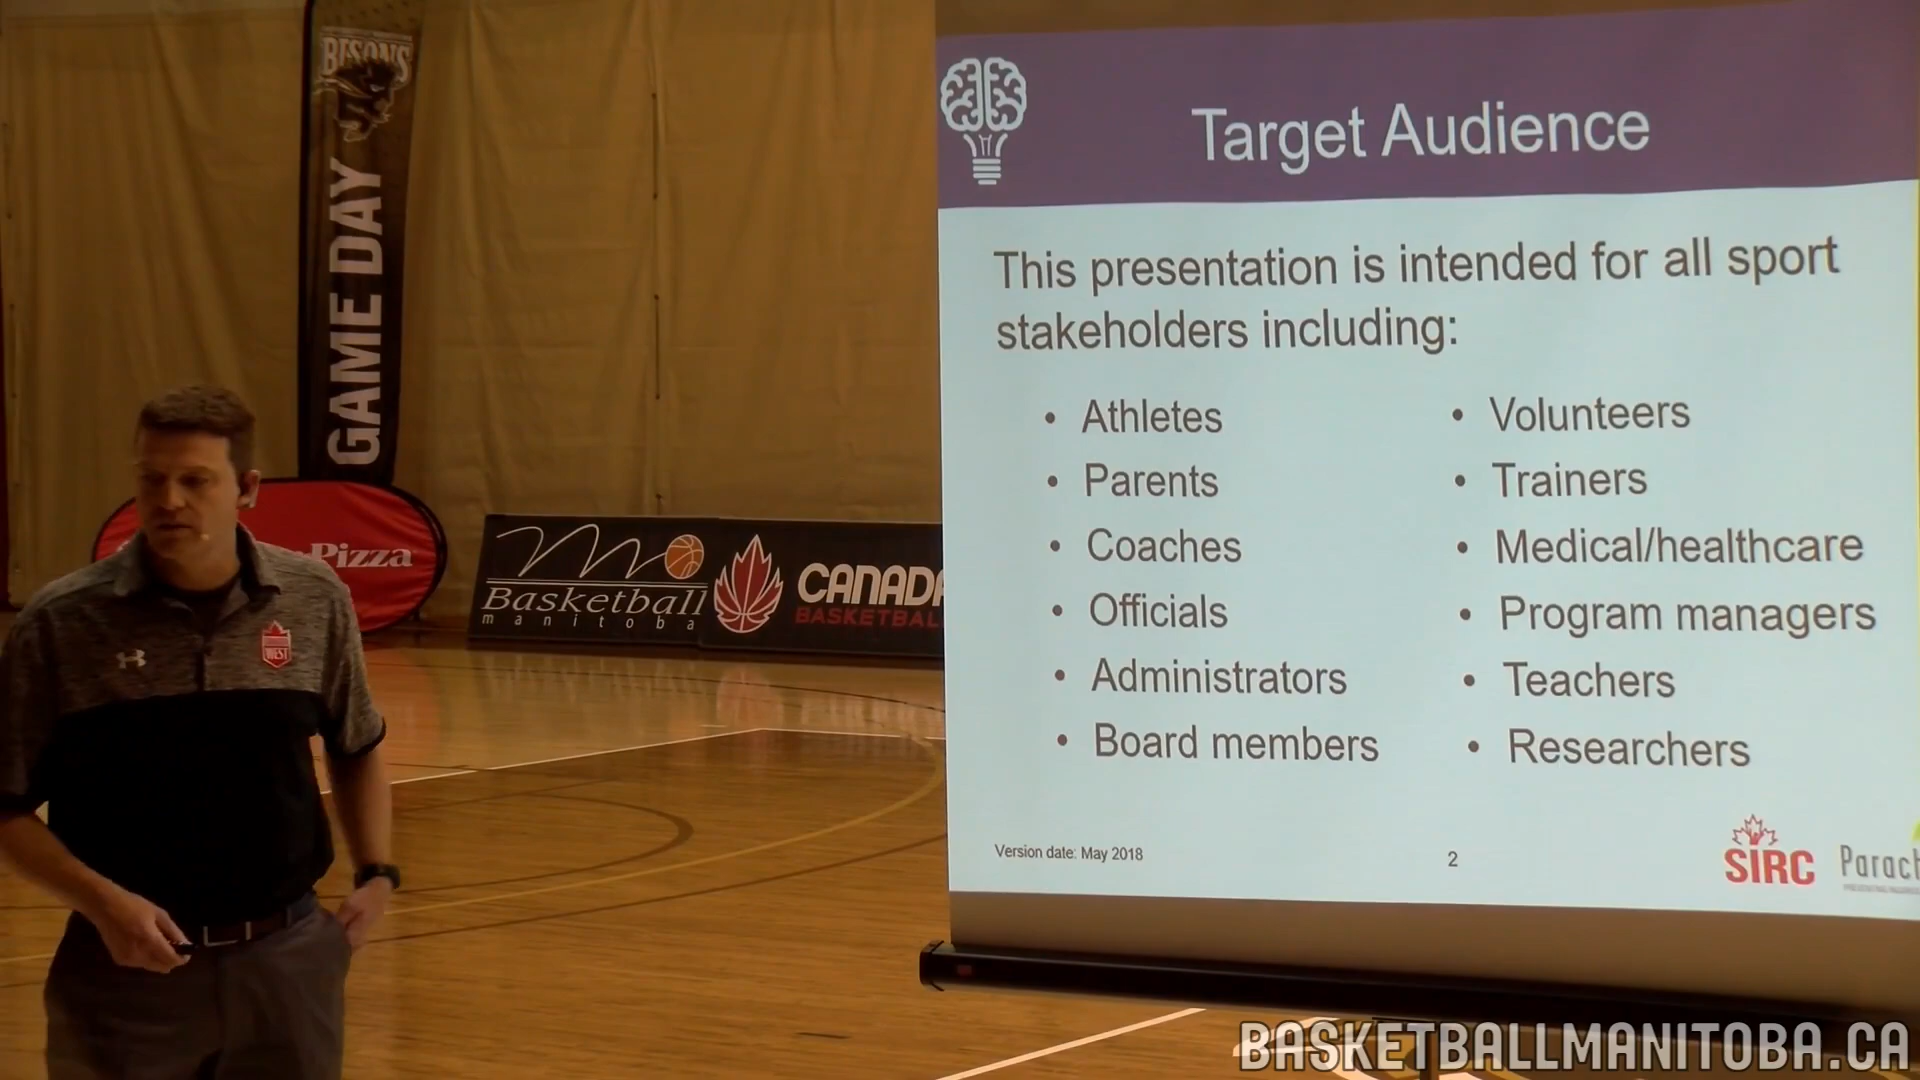 BISONS
GAME DAY
Pizza
Basketball
manitoba
CANADA
BASKETBALL
WEST
Target Audience
This presentation is intended for all sport
stakeholders including:
• Athletes
• Parents
• Coaches
• Officials
• Administrators
• Board members
• Volunteers
• Trainers
• Medical/healthcare
• Program managers
• Teachers
• Researchers
Version date: May 2018
2
SIRC
Parach
BASKETBALLMANITOBA.CA